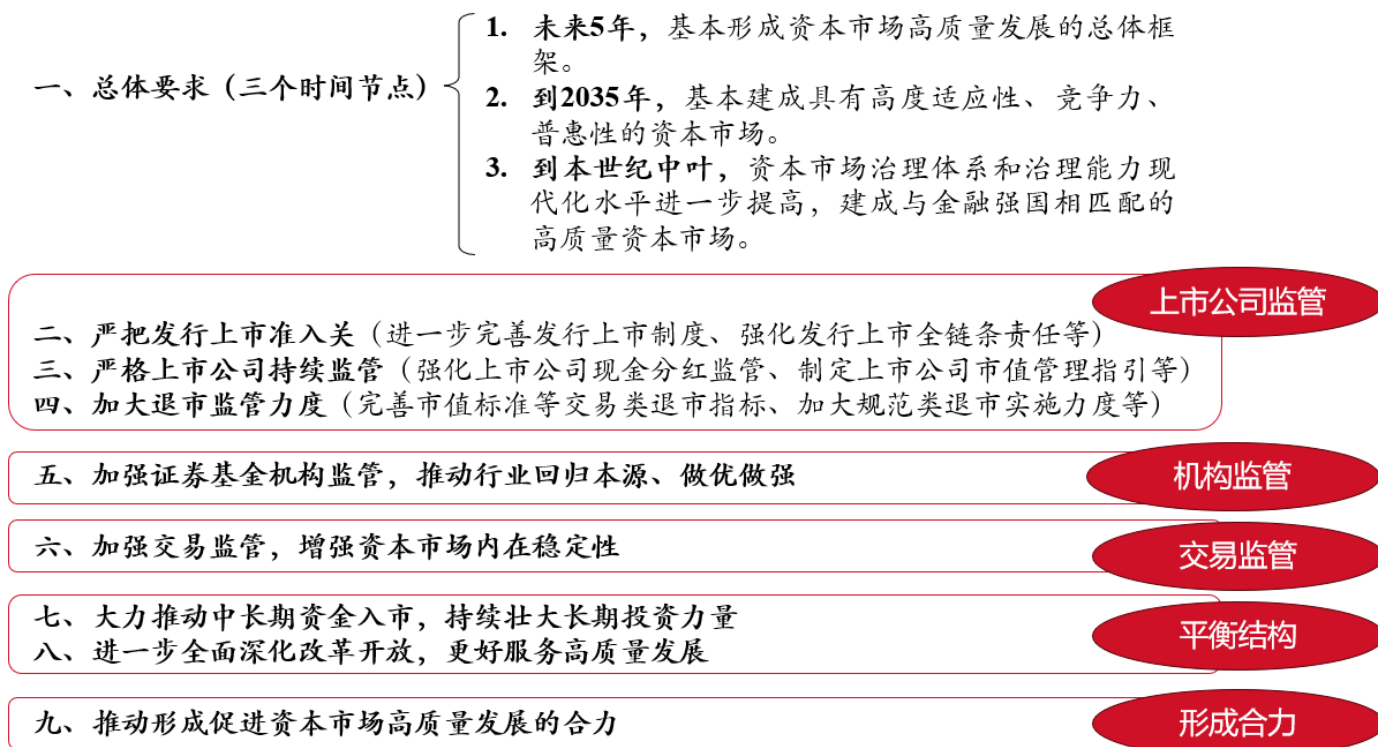 一、总体要求（三个时间节点）
1. 未来5年，基本形成资本市场高质量发展的总体框
架。
2. 到2035年，基本建成具有高度适应性、竞争力、
普惠性的资本市场。
3. 到本世纪中叶，资本市场治理体系和治理能力现
代化水平进一步提高，建成与金融强国相匹配的
高质量资本市场。
上市公司监管
二、严把发行上市准入关（进一步完善发行上市制度、强化发行上市全链条责任等）
三、严格上市公司持续监管（强化上市公司现金分红监管、制定上市公司市值管理指引等）
四、加大退市监管力度（完善市值标准等交易类退市指标、加大规范类退市实施力度等）
五、加强证券基金机构监管，推动行业回归本源、做优做强
机构监管
六、加强交易监管，增强资本市场内在稳定性
交易监管
七、大力推动中长期资金入市，持续壮大长期投资力量
八、进一步全面深化改革开放，更好服务高质量发展
平衡结构
九、推动形成促进资本市场高质量发展的合力
形成合力